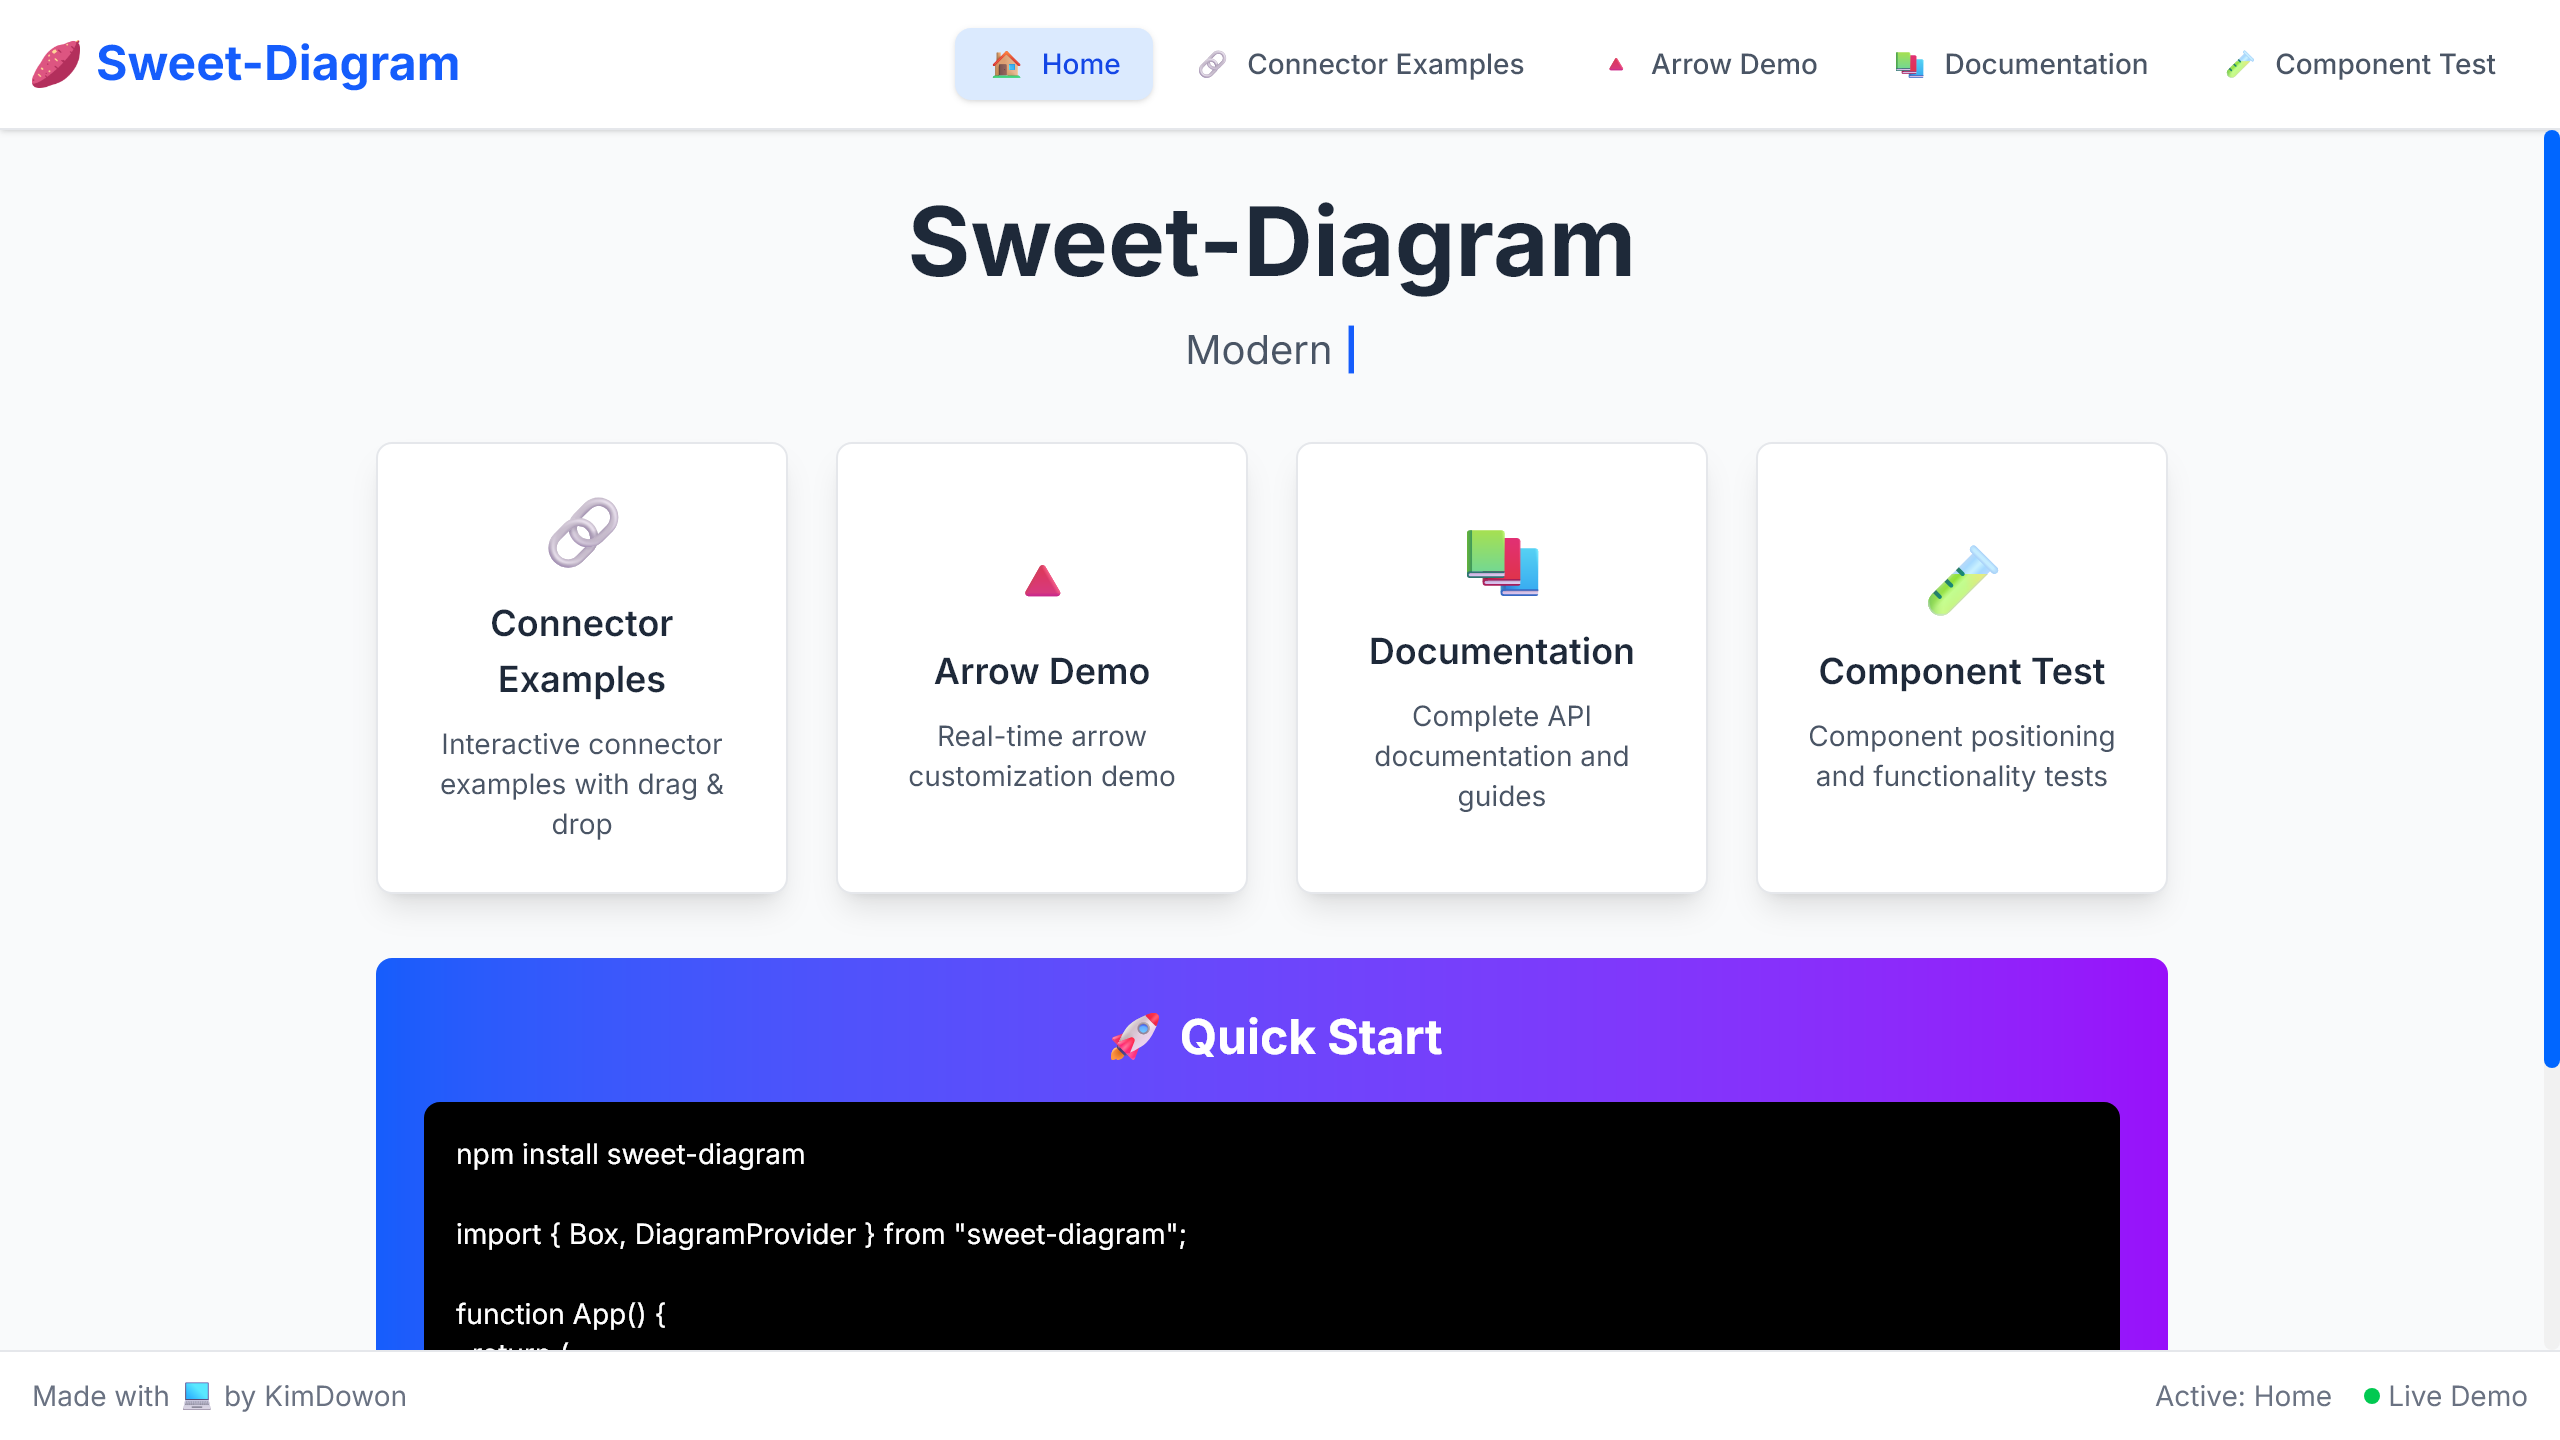 Sweet-Diagram
Home
Connector Examples
Arrow Demo
Documentation
Component Test
Sweet-Diagram
Modern
Connector
Examples
Interactive connector
examples with drag &
drop
Arrow Demo
Real-time arrow
customization demo
Documentation
Complete API
documentation and
guides
Component Test
Component positioning
and functionality tests
Quick Start
npm install sweet-diagram
import { Box, DiagramProvider } from "sweet-diagram";
function App() {
return (
Made with 💻 by KimDowon
Active: Home
Live Demo